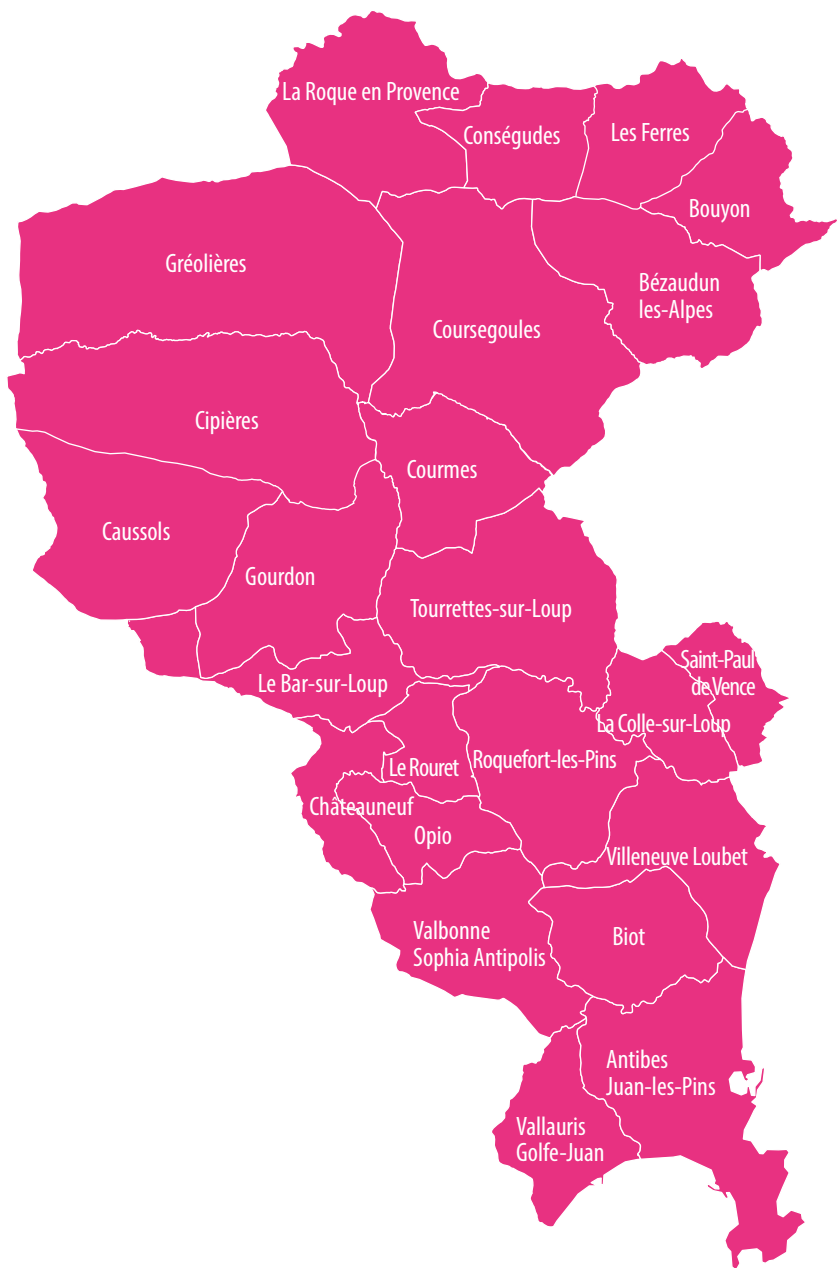 La Roque en Provence
Conségudes
Les Ferres
Bouyon
Gréolières
Bézaudun
les-Alpes
Coursegoules
Cipières
Courmes
Caussols
Gourdon
Tourrettes-sur-Loup
Saint-Paul
de Vence
Le Bar-sur-Loup
La Colle-sur-Loup
Le Rouret
Roquefort-les-Pins
Châteauneuf
Opio
Villeneuve Loubet
Valbonne
Sophia Antipolis
Biot
Antibes
Juan-les-Pins
Vallauris
Golfe-Juan